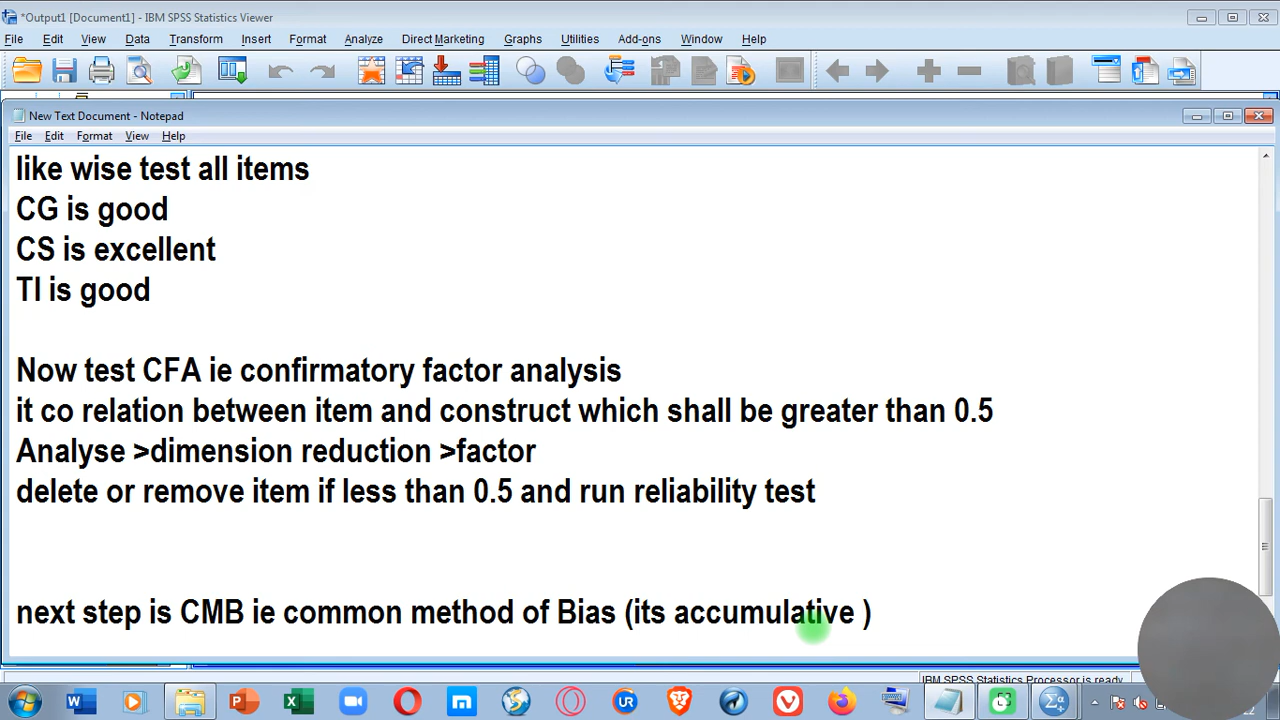 *Output1 [Document1] - IBM SPSS Statistics Viewer
File Edit View Data Transform Insert Format Analyze Direct Marketing Graphs Utilities Add-ons Window Help
New Text Document - Notepad
File Edit Format View Help
like wise test all items
CG is good
CS is excellent
TI is good
Now test CFA ie confirmatory factor analysis
it co relation between item and construct which shall be greater than 0.5
Analyse >dimension reduction >factor
delete or remove item if less than 0.5 and run reliability test
next step is CMB ie common method of Bias (its accumulative )
IBM SPSS Statistics Processor is ready